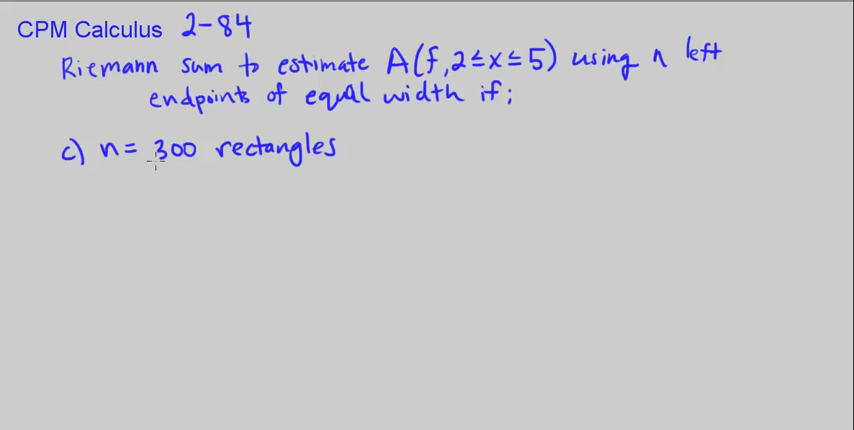 CPM Calculus 2-84
Riemann sum to estimate A(f, 2≤x≤5) using n left
endpoints of equal width if;
c) n = 300 rectangles